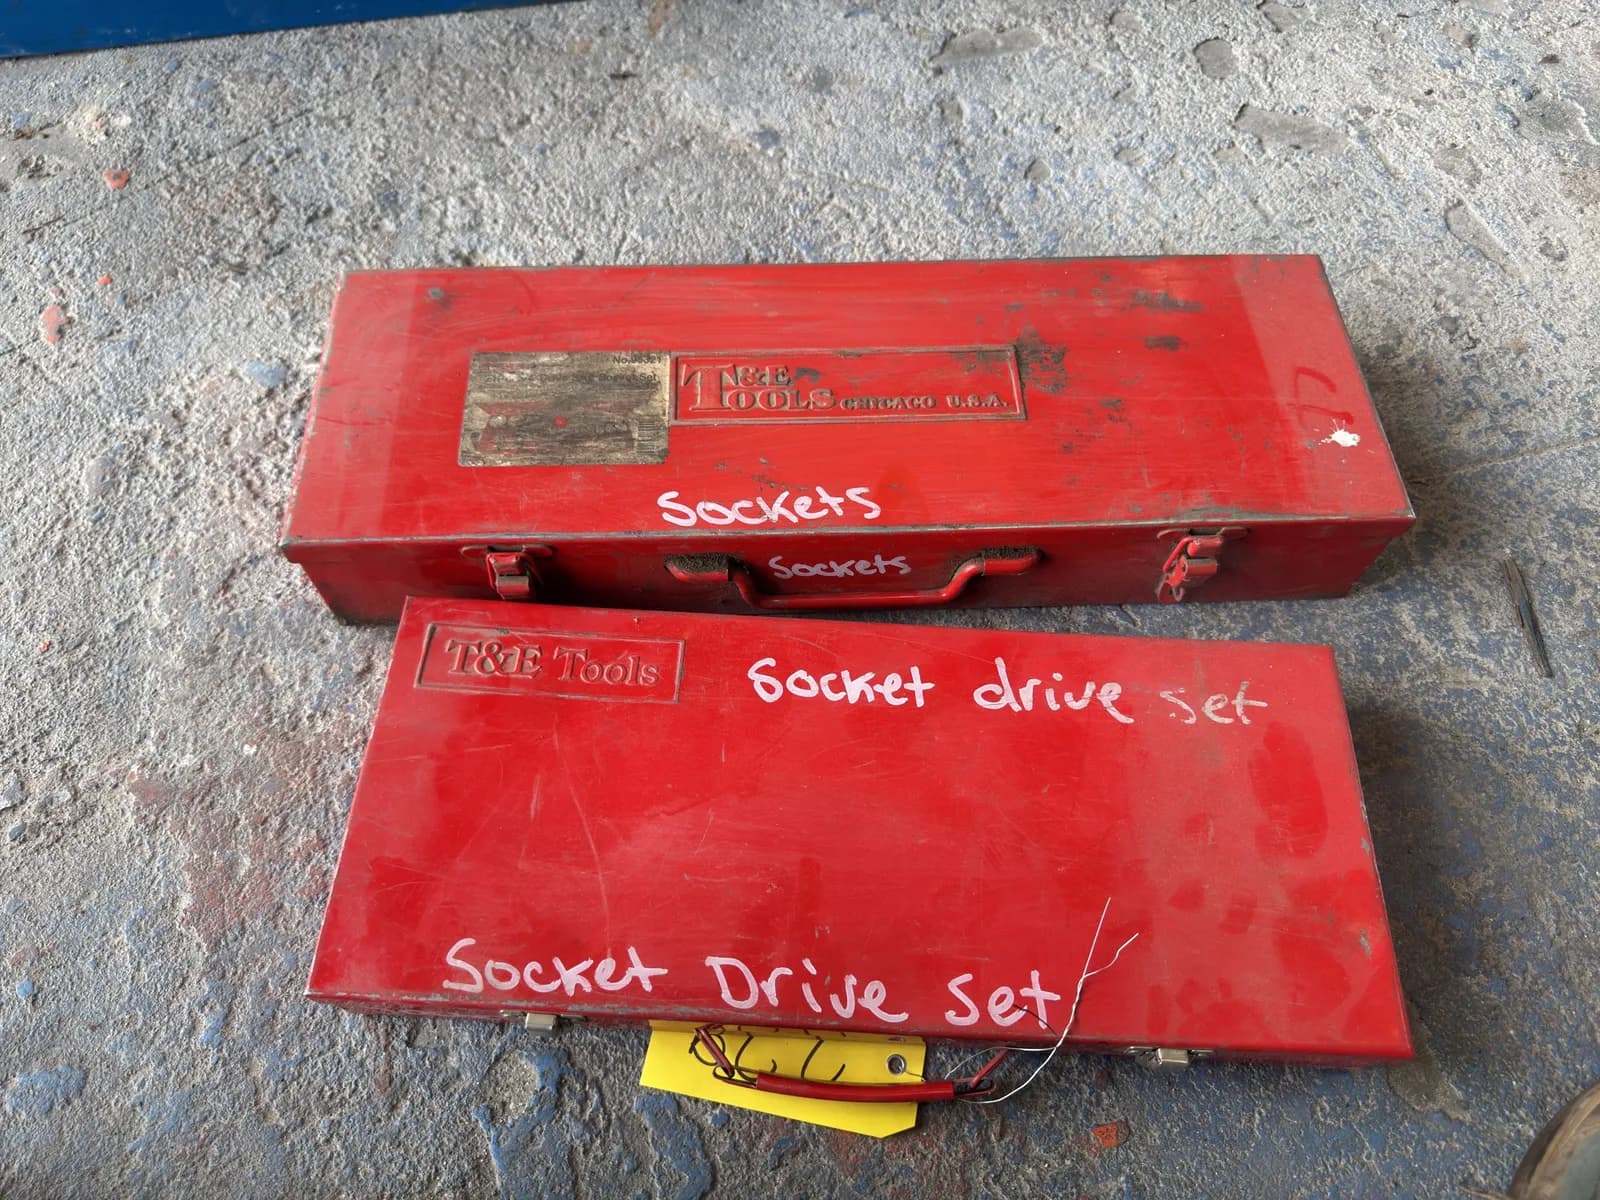 T&E
TOOLS CHICAGO U.S.A.
Sockets
Sockets
T&E Tools
Socket drive set
Socket Drive Set